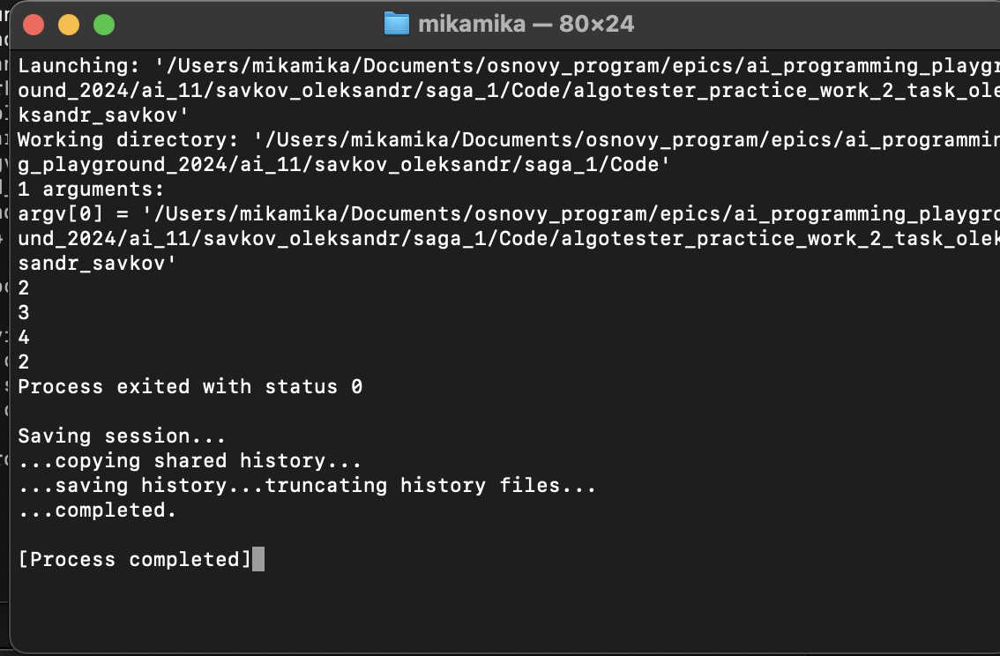 mikamika — 80×24
Launching: '/Users/mikamika/Documents/osnovy_program/epics/ai_programming_playgr
ound_2024/ai_11/savkov_oleksandr/saga_1/Code/algotester_practice_work_2_task_ole
ksandr_savkov'
Working directory: '/Users/mikamika/Documents/osnovy_program/epics/ai_programmin
g_playground_2024/ai_11/savkov_oleksandr/saga_1/Code'
1 arguments:
argv[0] = '/Users/mikamika/Documents/osnovy_program/epics/ai_programming_playgro
und_2024/ai_11/savkov_oleksandr/saga_1/Code/algotester_practice_work_2_task_olek
sandr_savkov'
2
3
4
2
Process exited with status 0
Saving session...
...copying shared history...
...saving history...truncating history files...
...completed.
[Process completed]